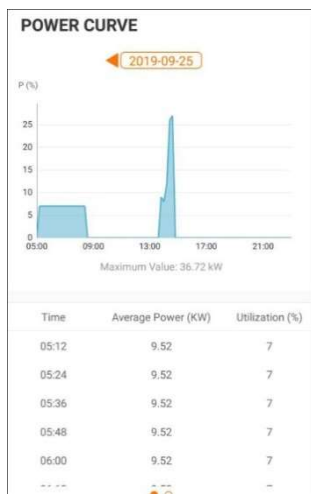 POWER CURVE
2019-09-25
P (%)
25
20
15
10
5
0
05:00 09:00 13:00 17:00 21:00
Maximum Value: 36.72 kW
Time Average Power (KW) Utilization (%)
05:12 9.52 7
05:24 9.52 7
05:36 9.52 7
05:48 9.52 7
06:00 9.52 7